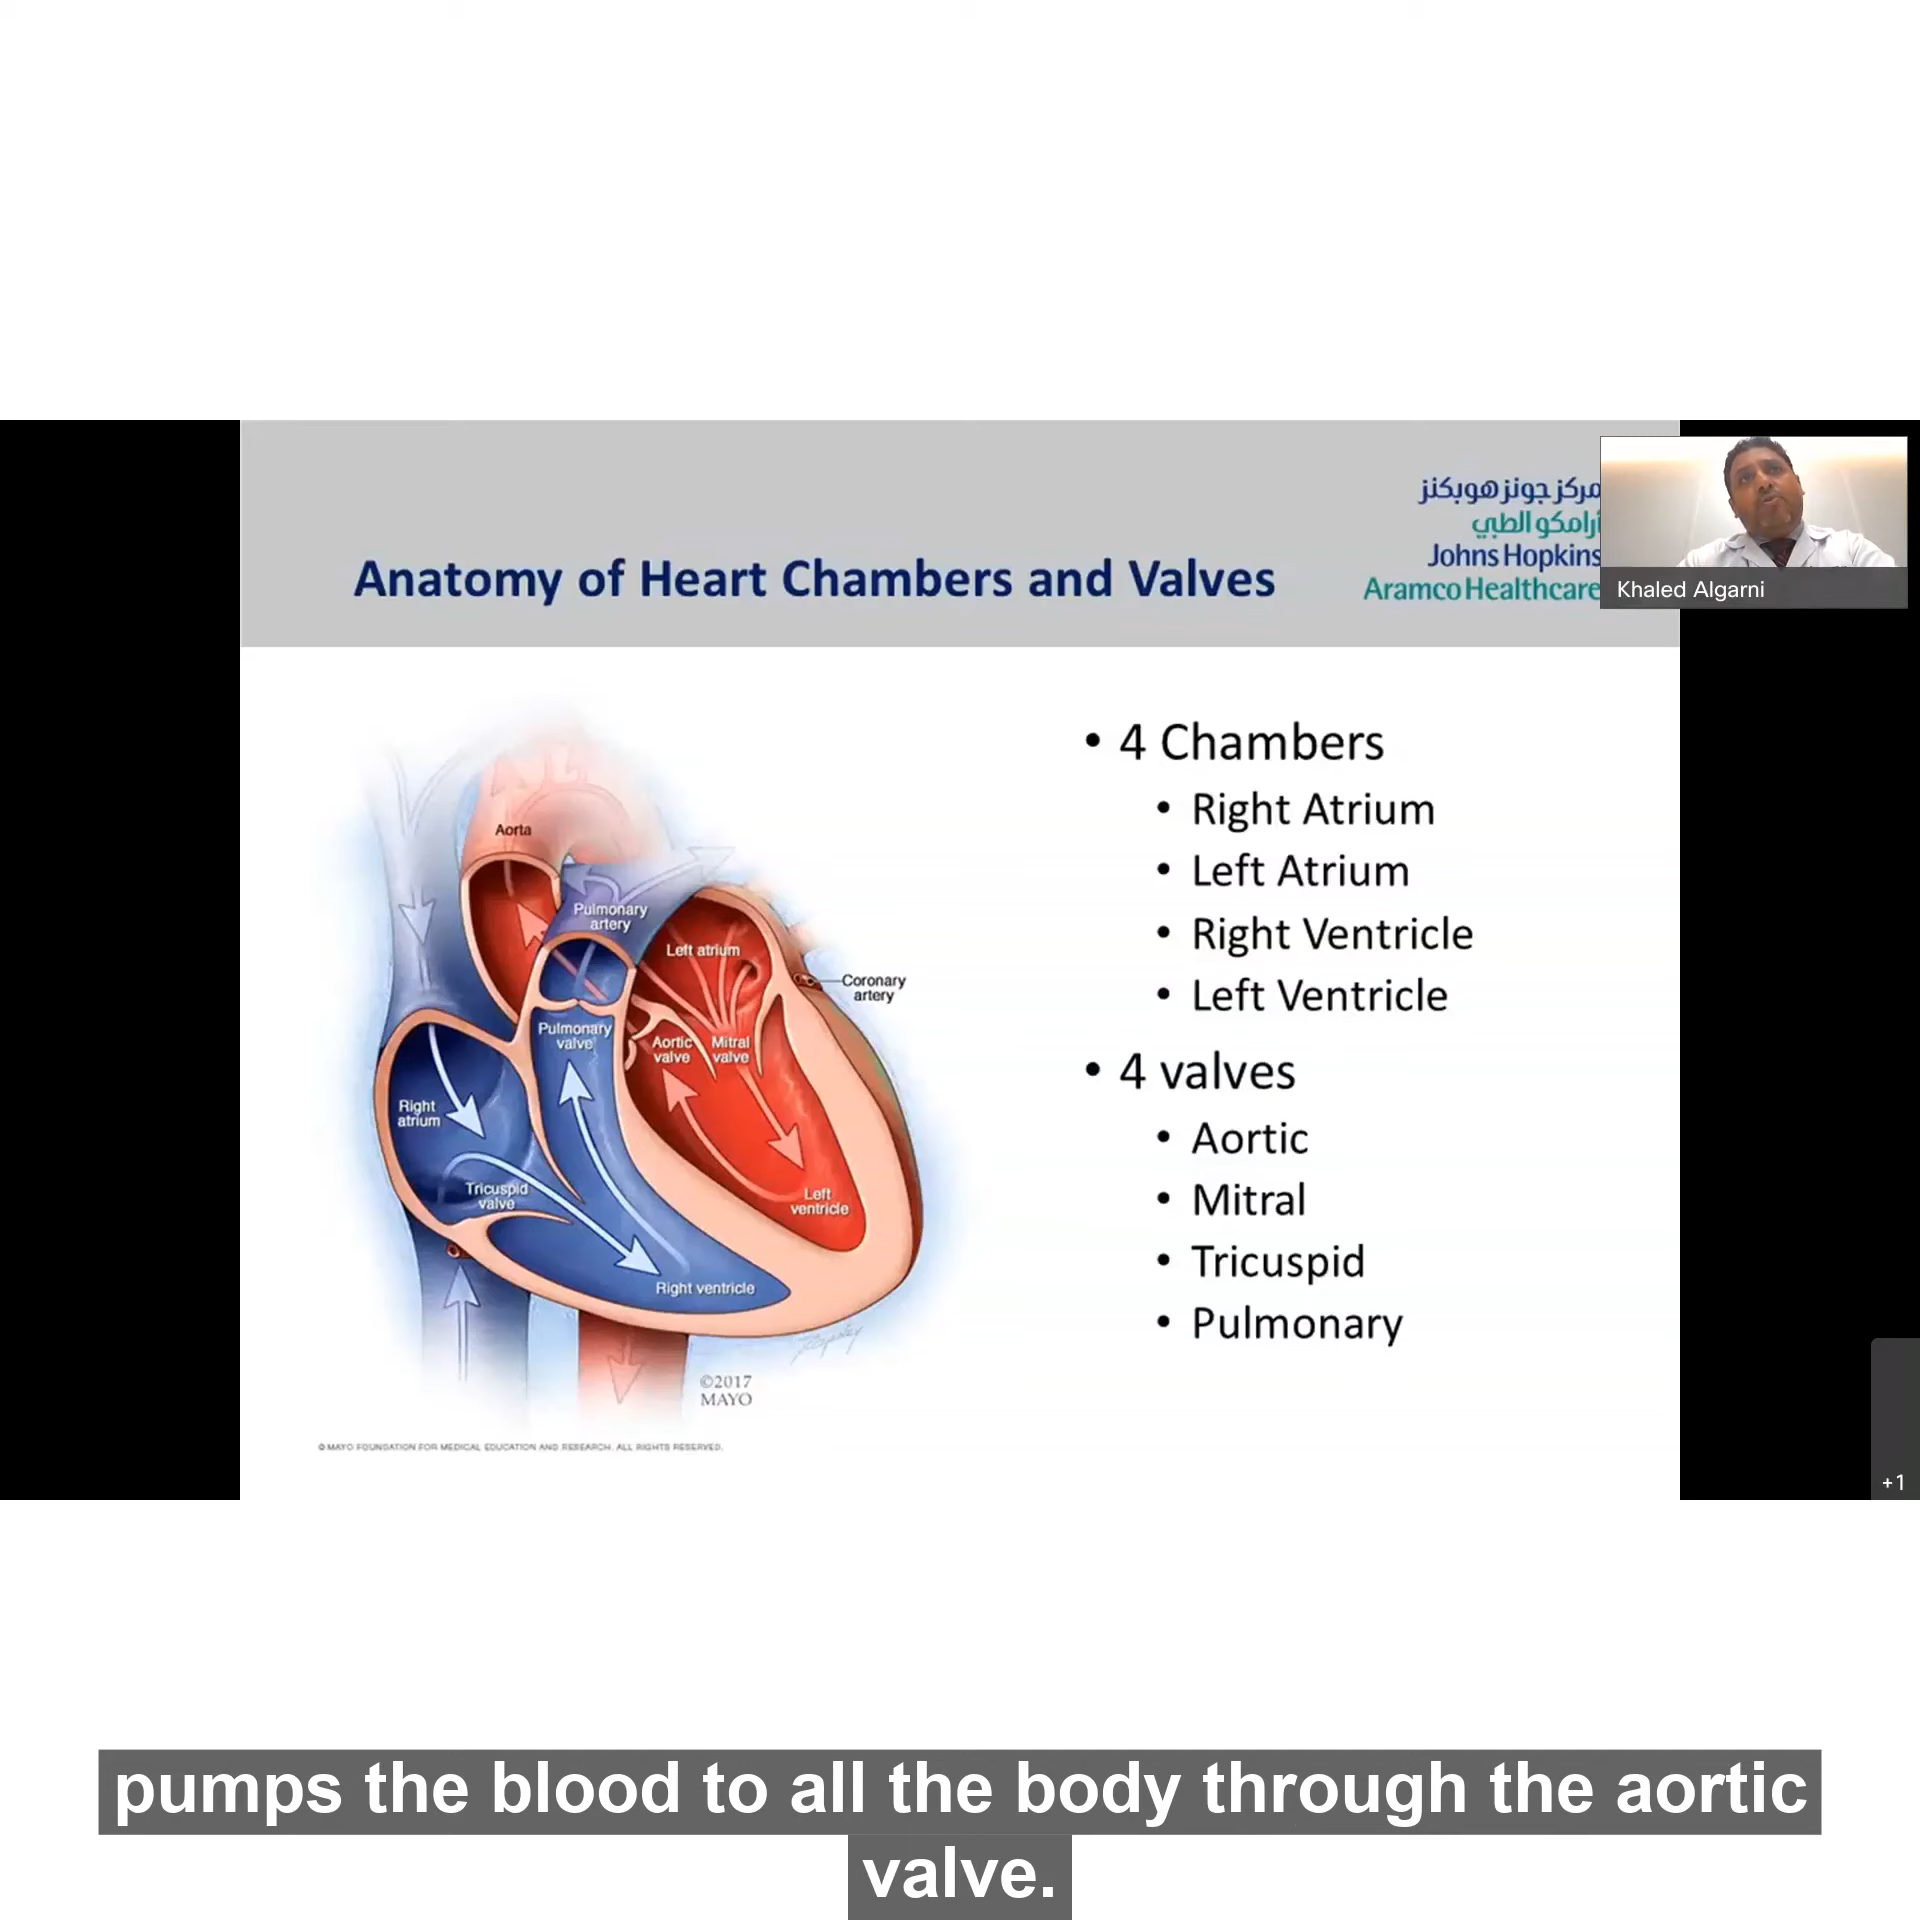 مركز جونز هوبكنز
أرامكو الطبي
Johns Hopkins
Aramco Healthcare
Khaled Algarni
Anatomy of Heart Chambers and Valves
Aorta
Pulmonary
artery
Left atrium
Coronary
artery
Pulmonary
valve
Aortic
valve
Mitral
valve
Right
atrium
Tricuspid
valve
Left
ventricle
Right ventricle
©2017
MAYO
© MAYO FOUNDATION FOR MEDICAL EDUCATION AND RESEARCH. ALL RIGHTS RESERVED.
• 4 Chambers
• Right Atrium
• Left Atrium
• Right Ventricle
• Left Ventricle
• 4 valves
• Aortic
• Mitral
• Tricuspid
• Pulmonary
+1
pumps the blood to all the body through the aortic
valve.